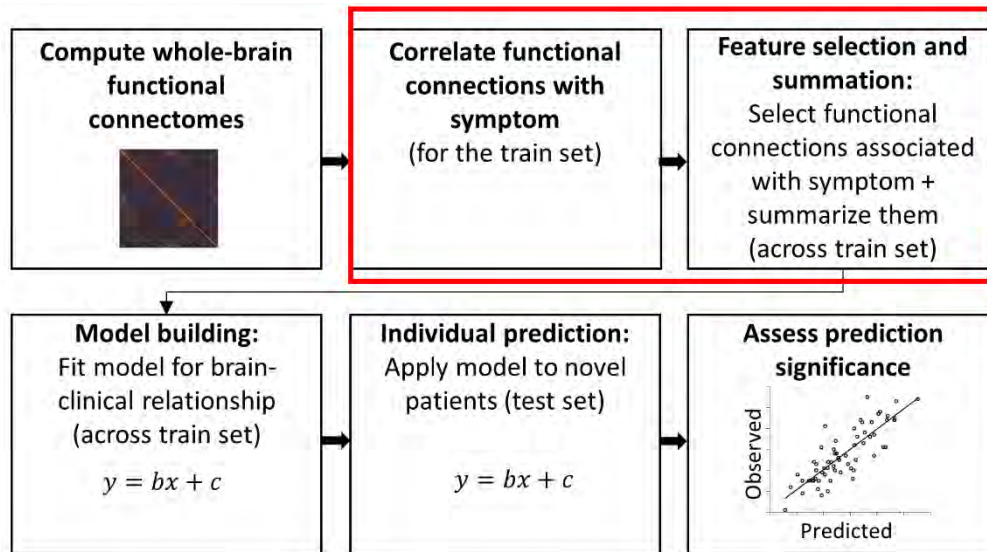 Compute whole-brain
functional
connectomes
Correlate functional
connections with
symptom
(for the train set)
Feature selection and
summation:
Select functional
connections associated
with symptom +
summarize them
(across train set)
Model building:
Fit model for brain-
clinical relationship
(across train set)
y = bx + c
Individual prediction:
Apply model to novel
patients (test set)
y = bx + c
Assess prediction
significance
Observed
Predicted